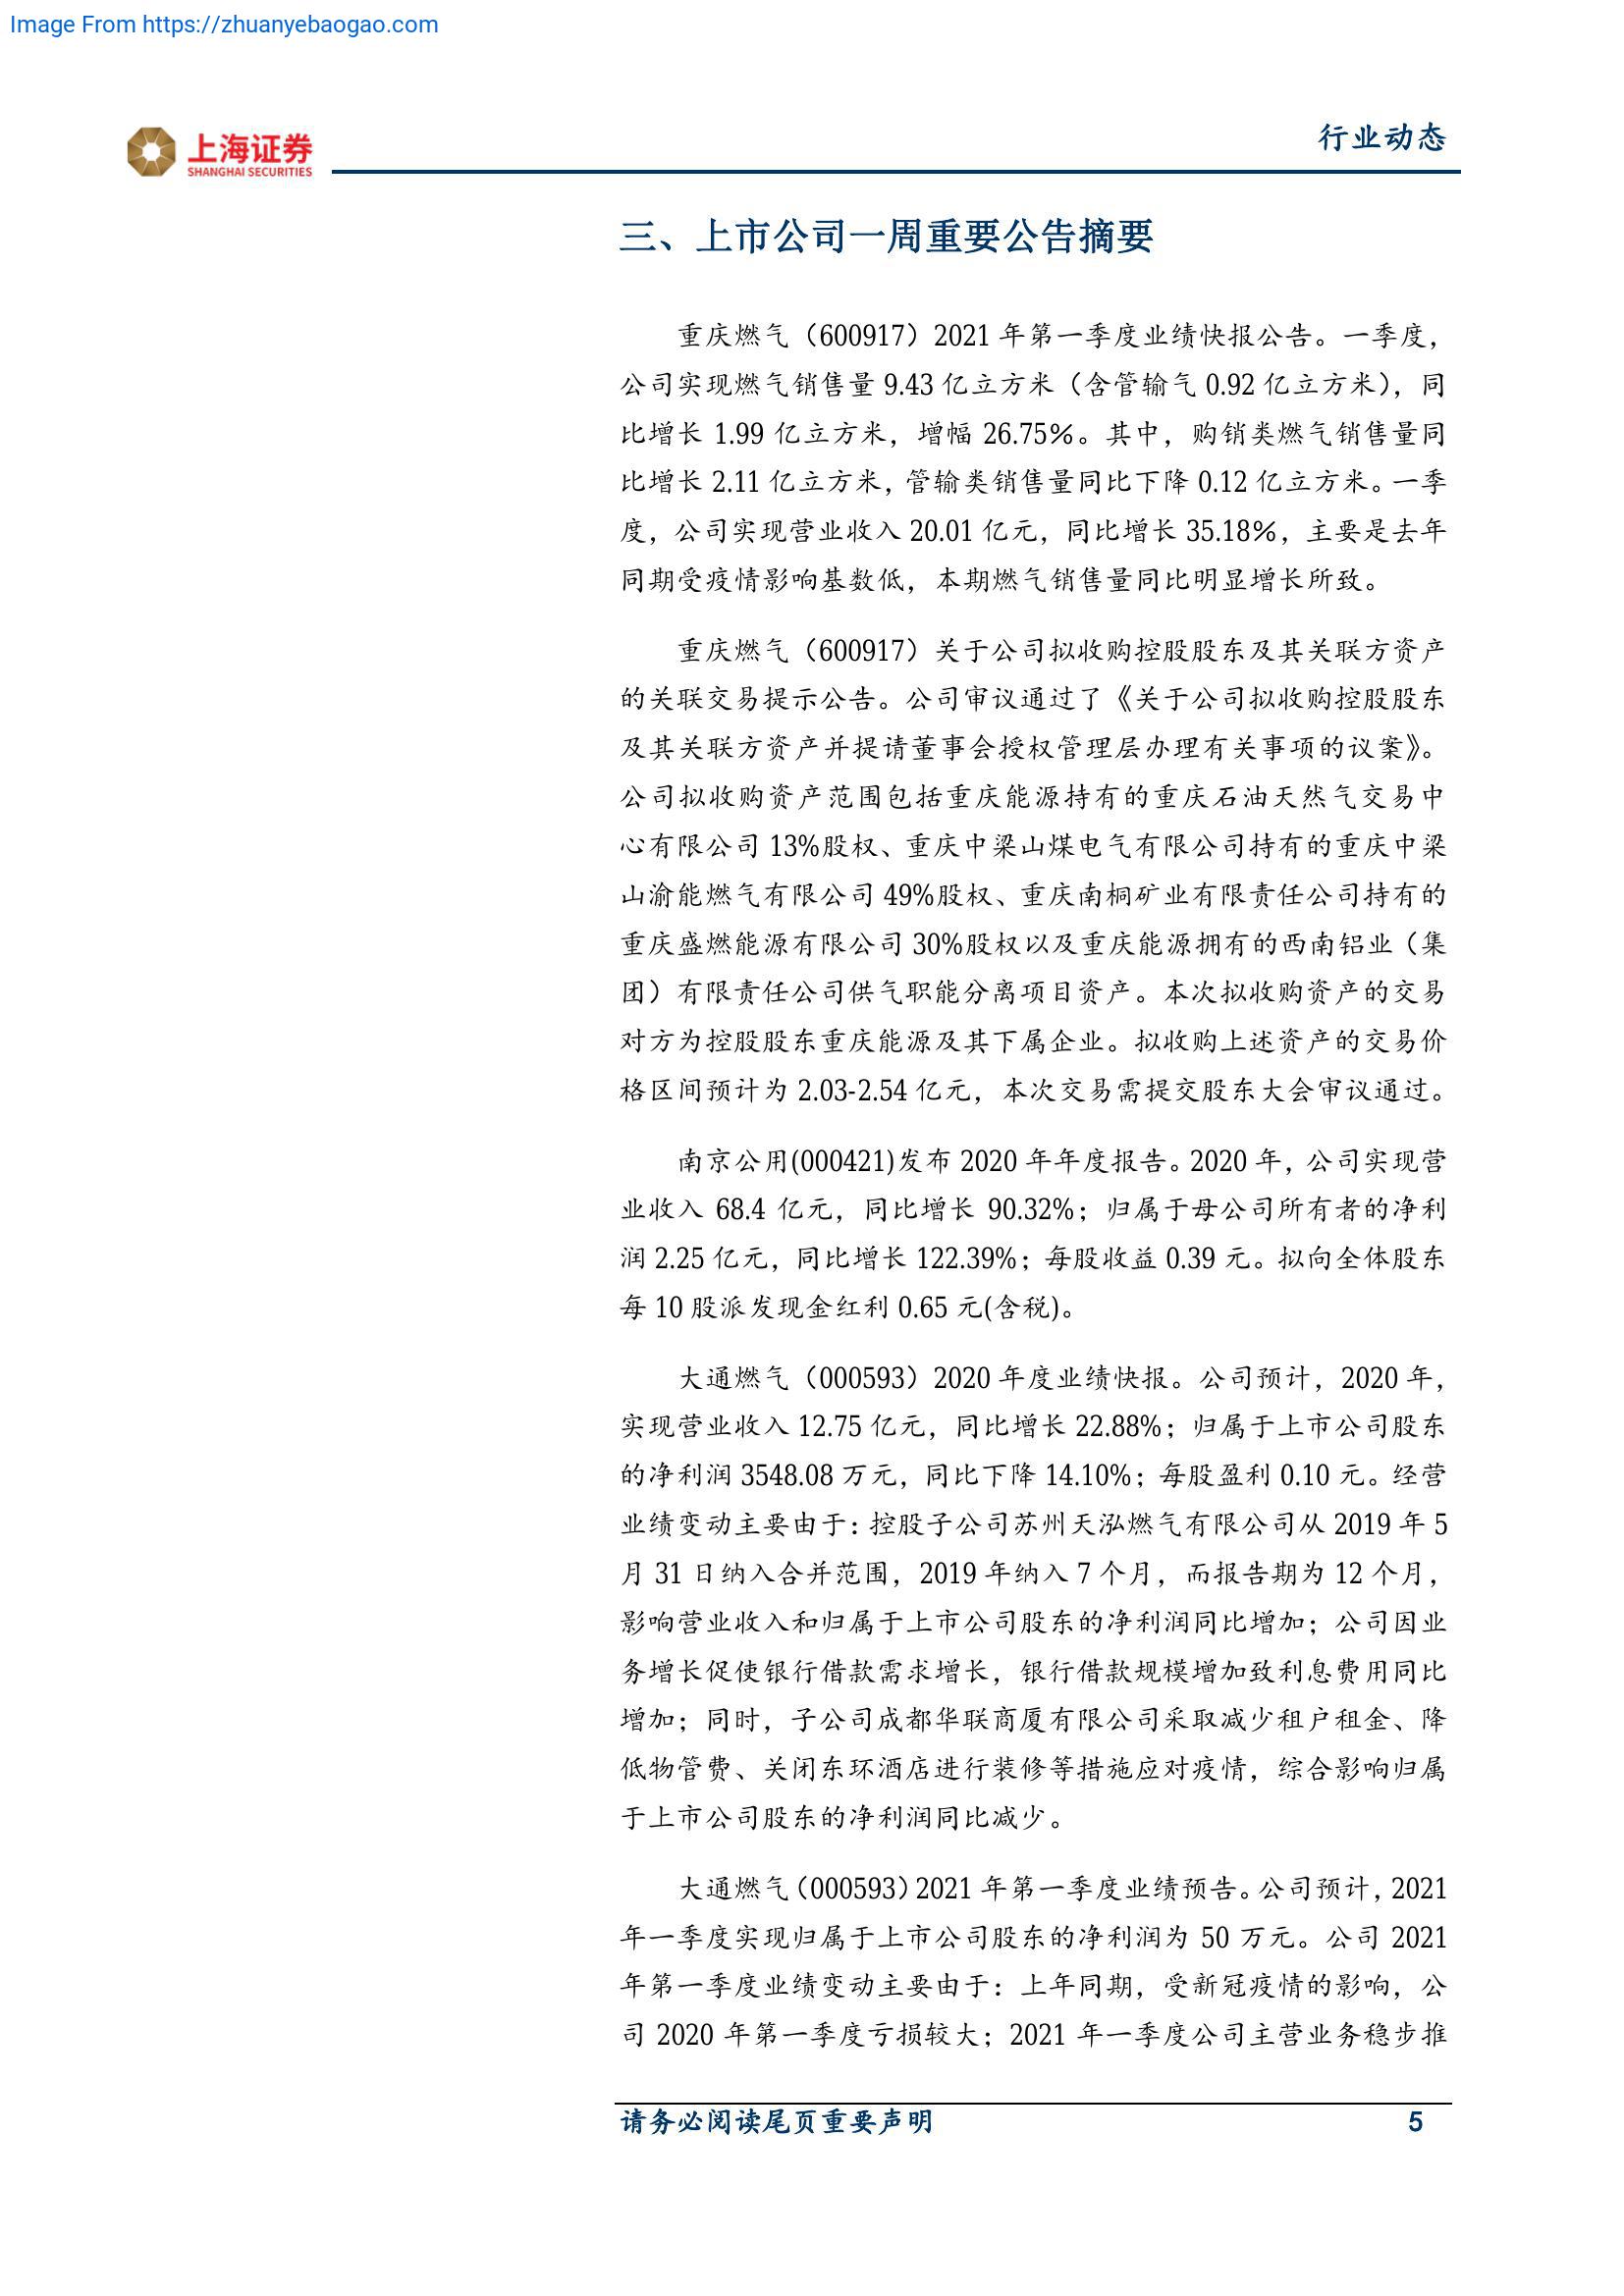 Image From https://zhuanyebaogao.com
上海证券
SHANGHAI SECURITIES
行业动态
三、上市公司一周重要公告摘要
重庆燃气（600917）2021 年第一季度业绩快报公告。一季度，
公司实现燃气销售量 9.43 亿立方米（含管输气 0.92 亿立方米），同
比增长 1.99 亿立方米，增幅 26.75%。其中，购销类燃气销售量同
比增长 2.11 亿立方米，管输类销售量同比下降 0.12 亿立方米。一季
度，公司实现营业收入 20.01 亿元，同比增长 35.18%，主要是去年
同期受疫情影响基数低，本期燃气销售量同比明显增长所致。
重庆燃气（600917）关于公司拟收购控股股东及其关联方资产
的关联交易提示公告。公司审议通过了《关于公司拟收购控股股东
及其关联方资产并提请董事会授权管理层办理有关事项的议案》。
公司拟收购资产范围包括重庆能源持有的重庆石油天然气交易中
心有限公司 13%股权、重庆中梁山煤电气有限公司持有的重庆中梁
山渝能燃气有限公司 49%股权、重庆南桐矿业有限责任公司持有的
重庆盛燃能源有限公司 30%股权以及重庆能源拥有的西南铝业（集
团）有限责任公司供气职能分离项目资产。本次拟收购资产的交易
对方为控股股东重庆能源及其下属企业。拟收购上述资产的交易价
格区间预计为 2.03-2.54 亿元，本次交易需提交股东大会审议通过。
南京公用(000421)发布 2020 年年度报告。2020 年，公司实现营
业收入 68.4 亿元，同比增长 90.32%；归属于母公司所有者的净利
润 2.25 亿元，同比增长 122.39%；每股收益 0.39 元。拟向全体股东
每 10 股派发现金红利 0.65 元(含税)。
大通燃气（000593）2020 年度业绩快报。公司预计，2020 年，
实现营业收入 12.75 亿元，同比增长 22.88%；归属于上市公司股东
的净利润 3548.08 万元，同比下降 14.10%；每股盈利 0.10 元。经营
业绩变动主要由于：控股子公司苏州天泓燃气有限公司从 2019 年 5
月 31 日纳入合并范围，2019 年纳入 7 个月，而报告期为 12 个月，
影响营业收入和归属于上市公司股东的净利润同比增加；公司因业
务增长促使银行借款需求增长，银行借款规模增加致利息费用同比
增加；同时，子公司成都华联商厦有限公司采取减少租户租金、降
低物管费、关闭东环酒店进行装修等措施应对疫情，综合影响归属
于上市公司股东的净利润同比减少。
大通燃气（000593）2021 年第一季度业绩预告。公司预计，2021
年一季度实现归属于上市公司股东的净利润为 50 万元。公司 2021
年第一季度业绩变动主要由于：上年同期，受新冠疫情的影响，公
司 2020 年第一季度亏损较大；2021 年一季度公司主营业务稳步推
请务必阅读尾页重要声明
5